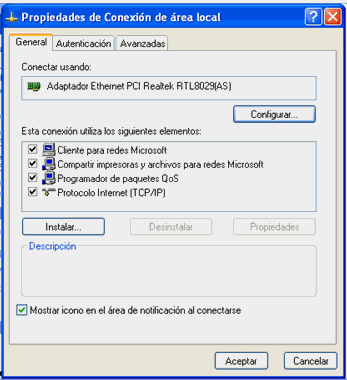 Propiedades de Conexión de área local
General Autenticación Avanzadas
Conectar usando:
Adaptador Ethernet PCI Realtek RTL8029(AS)
Configurar...
Esta conexión utiliza los siguientes elementos:
Cliente para redes Microsoft
Compartir impresoras y archivos para redes Microsoft
Programador de paquetes QoS
Protocolo Internet (TCP/IP)
Instalar... Desinstalar Propiedades
Descripción
Mostrar icono en el área de notificación al conectarse
Aceptar Cancelar